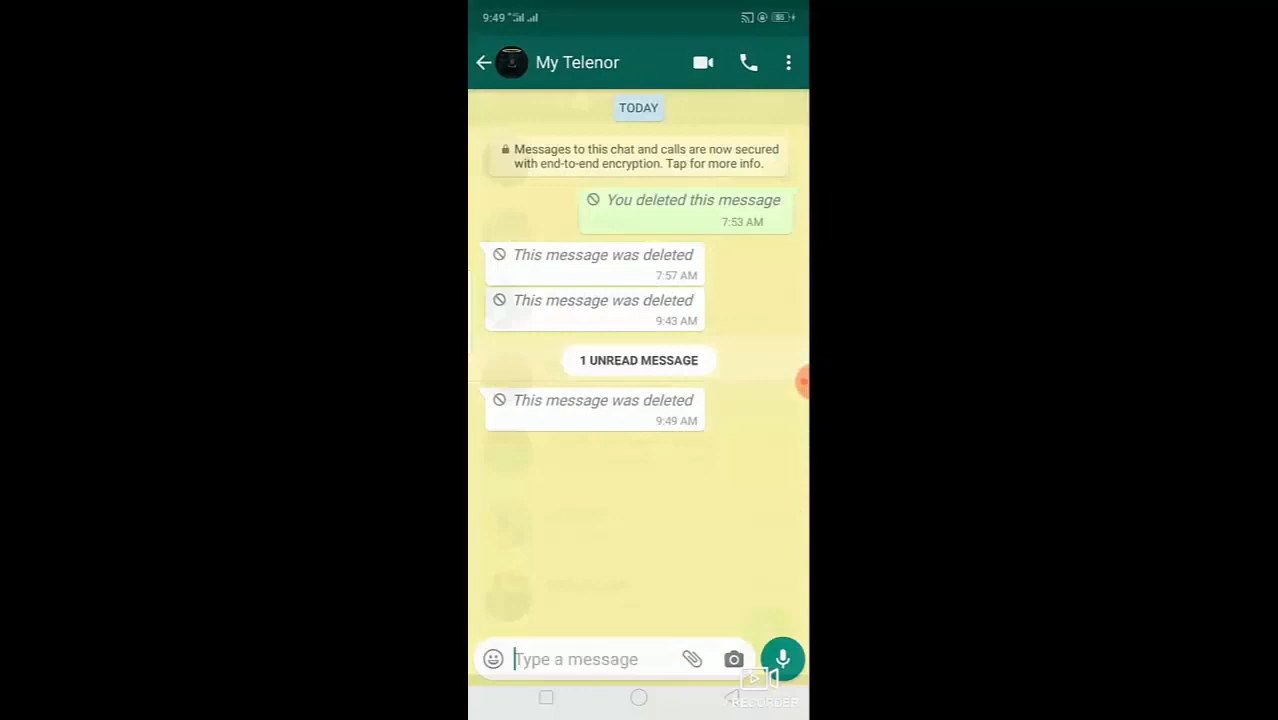 9:49
My Telenor
TODAY
Messages to this chat and calls are now secured
with end-to-end encryption. Tap for more info.
You deleted this message
7:53 AM
This message was deleted
7:57 AM
This message was deleted
9:43 AM
1 UNREAD MESSAGE
This message was deleted
9:49 AM
Type a message
RECORDER